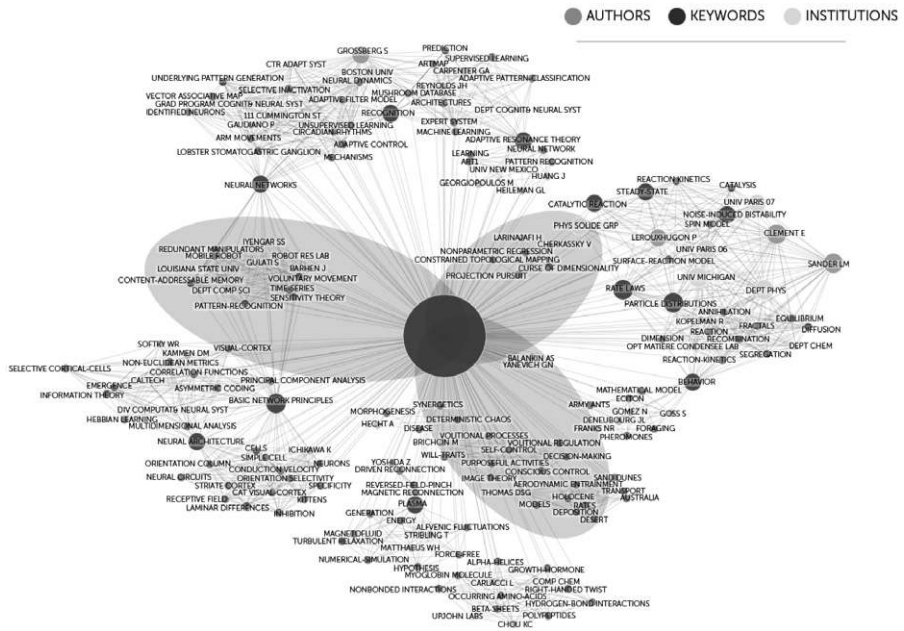 AUTHORS KEYWORDS INSTITUTIONS
GROSSBERG S
PREDICTION
SUPERVISED LEARNING
CTR ADAPT SYST
ARTMAP
CARPENTER GA
BOSTON UNIV
UNDERLYING PATTERN GENERATION
NEURAL DYNAMICS
REYNOLDS JH
ADAPTIVE PATTERN-CLASSIFICATION
SELECTIVE INACTIVATION
MUSHROOM DATABASE
VECTOR ASSOCIATIVE MAP
ADAPTIVE FILTER MODEL
ARCHITECTURES
GRAD PROGRAM COGNIT& NEURAL SYST
DEPT COGNIT& NEURAL SYST
IDENTIFIED NEURONS
111 CUMMINGTON ST
RECOGNITION
GAUDIANO P
UNSUPERVISED LEARNING
EXPERT SYSTEM
CIRCADIAN RHYTHMS
MACHINE LEARNING
ARM MOVEMENTS
ADAPTIVE CONTROL
ADAPTIVE RESONANCE THEORY
NEURAL NETWORK
LOBSTER STOMATOGASTRIC GANGLION
MECHANISMS
LEARNING
ART1
PATTERN RECOGNITION
UNIV NEW MEXICO
HUANG J
NEURAL NETWORKS
GEORGIOPOULOS M
HEILEMAN GL
REACTION KINETICS
STEADY-STATE
CATALYSIS
CATALYTIC REACTION
UNIV PARIS 07
NOISE-INDUCED BISTABILITY
PHYS SOLIDE GRP
SPIN MODEL
CLEMENT E
LARINAJAFI H
LEROUXHUGON P
IYENGAR SS
CHERKASSKY V
REDUNDANT MANIPULATORS
NONPARAMETRIC REGRESSION
UNIV PARIS 06
MOBILE ROBOT
ROBOT RES LAB
CONSTRAINED TOPOLOGICAL MAPPING
SURFACE-REACTION MODEL
SANDER LM
GULATI S
BARHEN J
CURSE OF DIMENSIONALITY
LOUISIANA STATE UNIV
VOLUNTARY MOVEMENT
PROJECTION PURSUIT
UNIV MICHIGAN
CONTENT-ADDRESSABLE MEMORY
DEPT COMP SCI
TIME-SERIES
RATE LAWS
DEPT PHYS
SENSITIVITY THEORY
PARTICLE DISTRIBUTIONS
PATTERN-RECOGNITION
ANNIHILATION
KOPELMAN R
EQUILIBRIUM
FRACTALS
REACTION
DIFFUSION
SOFTKY WR
DIMENSION
RECOMBINATION
KAMMEN DM
VISUAL-CORTEX
OPT MATIERE CONDENSEE LAB
DEPT CHEM
NON-EUCLIDEAN METRICS
BALANKIN AS
SEGREGATION
SELECTIVE CORTICAL-CELLS
CORRELATION FUNCTIONS
YANEVICH GN
REACTION-KINETICS
CALTECH
EMERGENCE
PRINCIPAL COMPONENT ANALYSIS
BEHAVIOR
INFORMATION THEORY
ASYMMETRIC CODING
MATHEMATICAL MODEL
BASIC NETWORK PRINCIPLES
ECITON
DIV COMPUTAT& NEURAL SYST
SYNERGETICS
ARMY ANTS
HEBBIAN LEARNING
MORPHOGENESIS
GOMEZ N
GOSS S
MULTIDIMENSIONAL ANALYSIS
HECHT A
DETERMINISTIC CHAOS
DENEUBOURG JL
DISEASE
FRANKS NR
FORAGING
NEURAL ARCHITECTURE
VOLITIONAL PROCESSES
PHEROMONES
BRICHCIN M
VOLITIONAL REGULATION
CELLS
ICHIKAWA K
SELF-CONTROL
SIMPLE CELL
WILL-TRAITS
DECISION-MAKING
ORIENTATION COLUMN
NEURONS
YOSHIDA Z
PURPOSEFUL ACTIVITIES
CONDUCTION VELOCITY
DRIVEN RECONNECTION
CONSCIOUS CONTROL
NEURAL CIRCUITS
ORIENTATION SELECTIVITY
IMAGE THEORY
SAND DUNES
STRIATE CORTEX
SPECIFICITY
REVERSED-FIELD-PINCH
AERODYNAMIC ENTRAINMENT
CAT VISUAL-CORTEX
MAGNETIC RECONNECTION
THOMAS DSG
TRANSPORT
RECEPTIVE FIELD
KITTENS
HOLOCENE
AUSTRALIA
LAMINAR DIFFERENCES
PLASMA
MODELS
RATES
INHIBITION
GENERATION
DEPOSITION
ENERGY
DESERT
ALFVENIC FLUCTUATIONS
MAGNETOFLUID
STRIBLING T
TURBULENT RELAXATION
MATTHAEUS WH
FORCE-FREE
NUMERICAL-SIMULATION
ALPHA-HELICES
HYPOTHESIS
GROWTH-HORMONE
MYOGLOBIN MOLECULE
CARLACCI L
COMP CHEM
NONBONDED INTERACTIONS
RIGHT-HANDED TWIST
OCCURRING AMINO-ACIDS
HYDROGEN-BOND INTERACTIONS
BETA-SHEETS
UPJOHN LABS
POLYPEPTIDES
CHOU KC